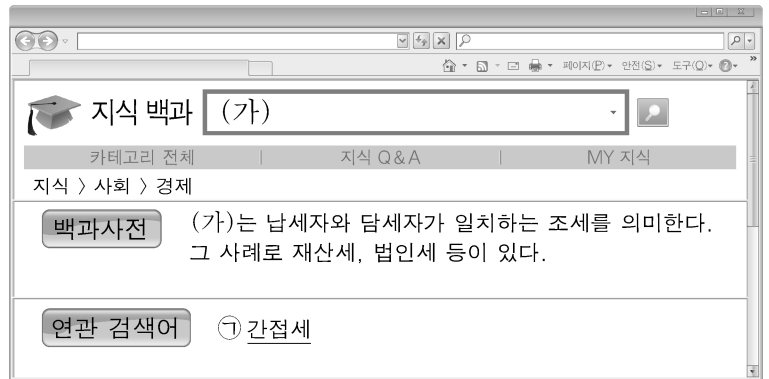 페이지(P) 안전(S) 도구(O)
지식 백과 (가)
카테고리 전체 | 지식 Q&A | MY 지식
지식 〉 사회 〉 경제
백과사전 (가)는 납세자와 담세자가 일치하는 조세를 의미한다.
그 사례로 재산세, 법인세 등이 있다.
연관 검색어 ㉠ 간접세